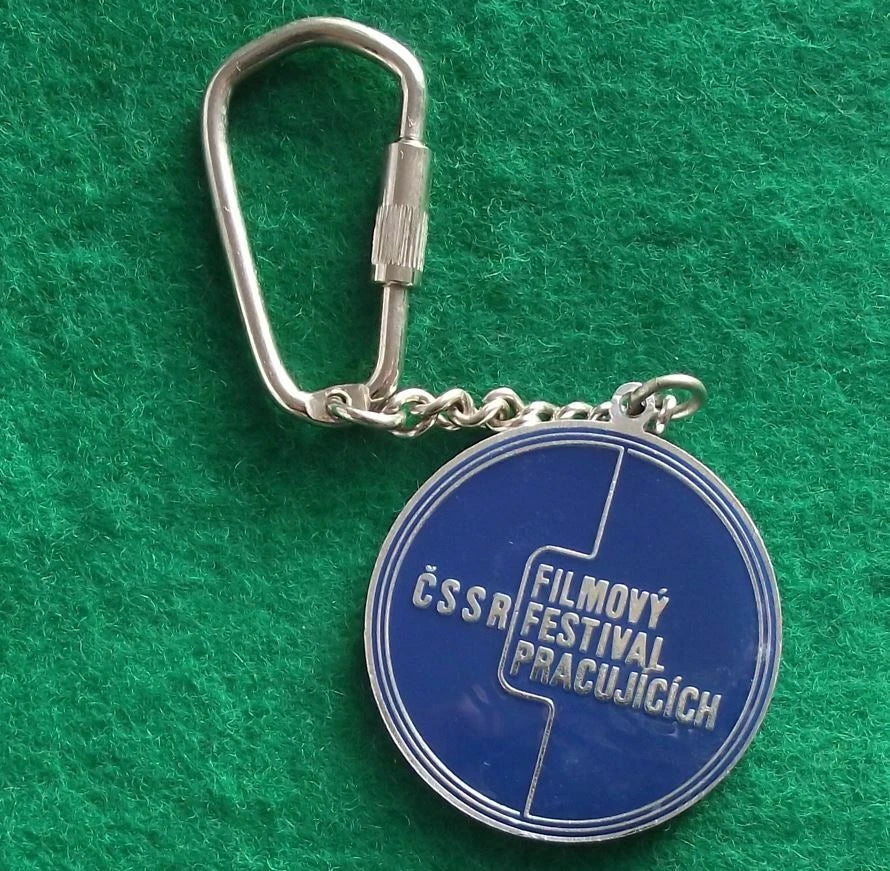 ČSSR
FILMOVÝ
FESTIVAL
PRACUJÍCÍCH